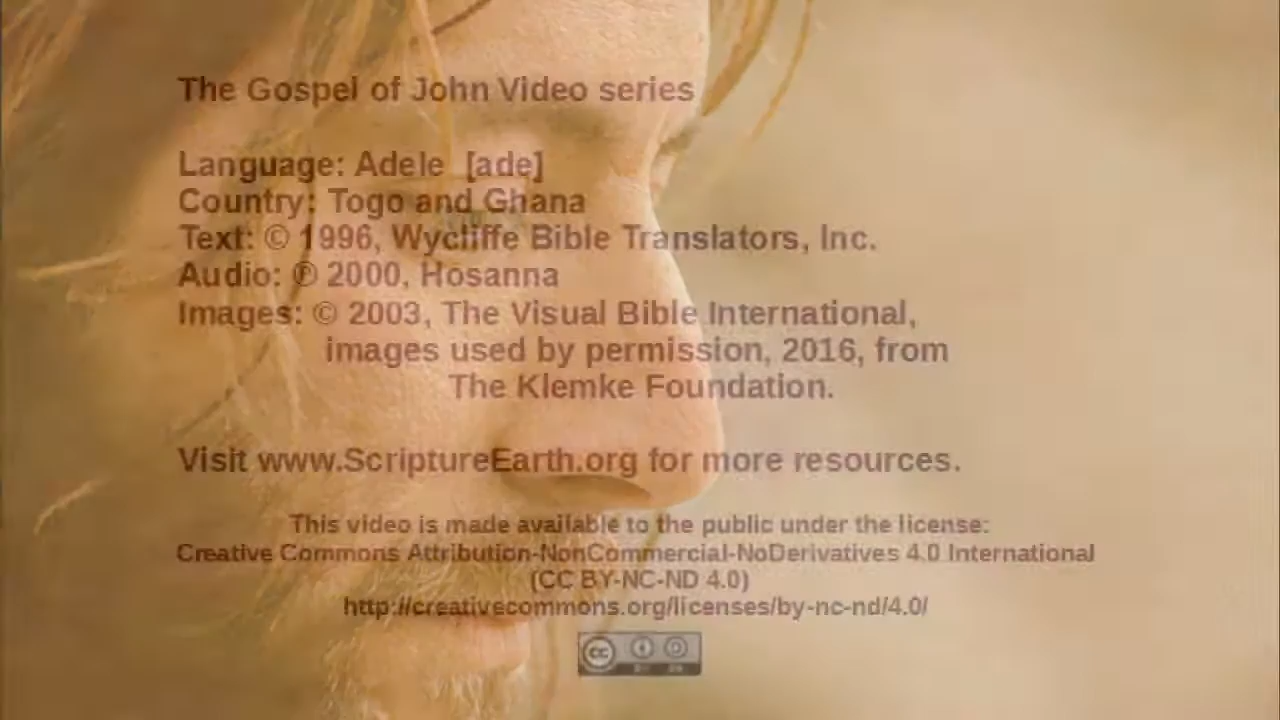 The Gospel of John Video series
Language: Adele [ade]
Country: Togo and Ghana
Text: © 1996, Wycliffe Bible Translators, Inc.
Audio: ℗ 2000, Hosanna
Images: © 2003, The Visual Bible International,
images used by permission, 2016, from
The Klemke Foundation.
Visit www.ScriptureEarth.org for more resources.
This video is made available to the public under the license:
Creative Commons Attribution-NonCommercial-NoDerivatives 4.0 International
(CC BY-NC-ND 4.0)
http://creativecommons.org/licenses/by-nc-nd/4.0/
cc